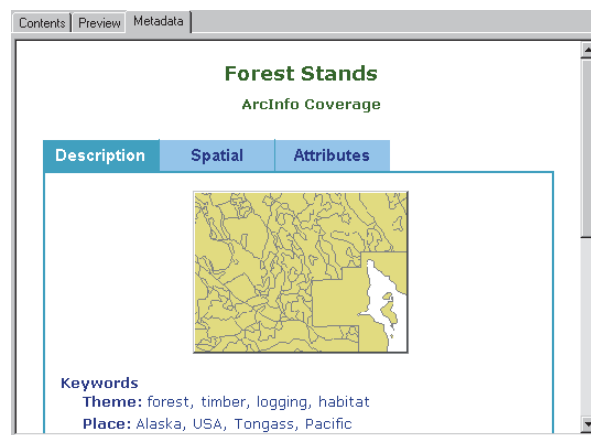 Contents Preview Metadata
Forest Stands
ArcInfo Coverage
Description Spatial Attributes
Keywords
Theme: forest, timber, logging, habitat
Place: Alaska, USA, Tongass, Pacific